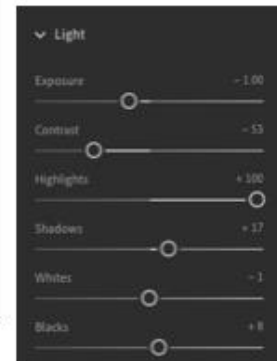 Light
Exposure – 1.00
Contrast – 53
Highlights + 100
Shadows + 17
Whites – 1
Blacks + 8